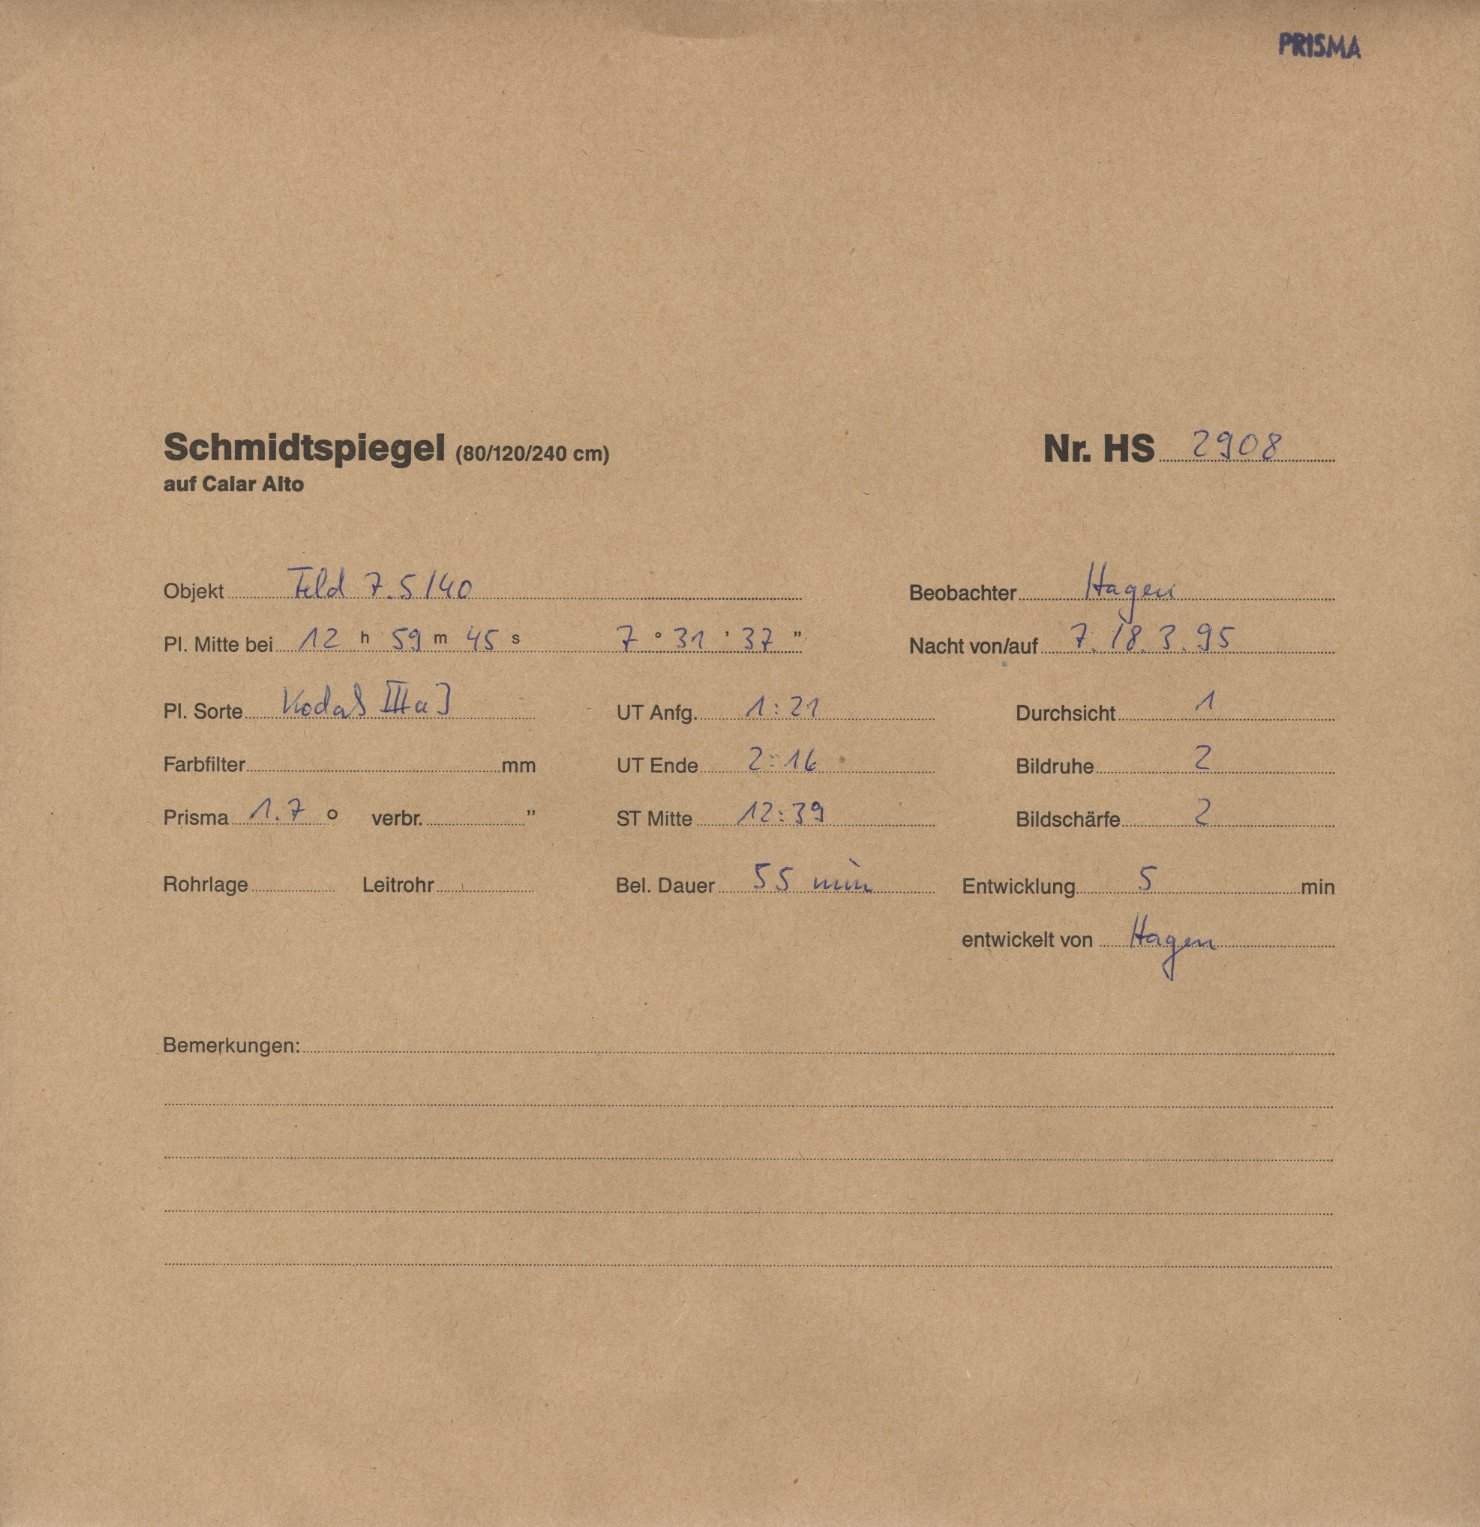 PRISMA
Schmidtspiegel (80/120/240 cm) Nr. HS 2908
auf Calar Alto
Objekt Feld 7.5/40 Beobachter Hagen
Pl. Mitte bei 12 h 59 m 45 s 7 ° 31 ' 37 " Nacht von/auf 7./8.3.95
Pl. Sorte Kodak IIIaJ UT Anfg. 1:21 Durchsicht 1
Farbfilter mm UT Ende 2:16 Bildruhe 2
Prisma 1.7 ° verbr. " ST Mitte 12:39 Bildschärfe 2
Rohrlage Leitrohr Bel. Dauer 55 min Entwicklung 5 min
entwickelt von Hagen
Bemerkungen: